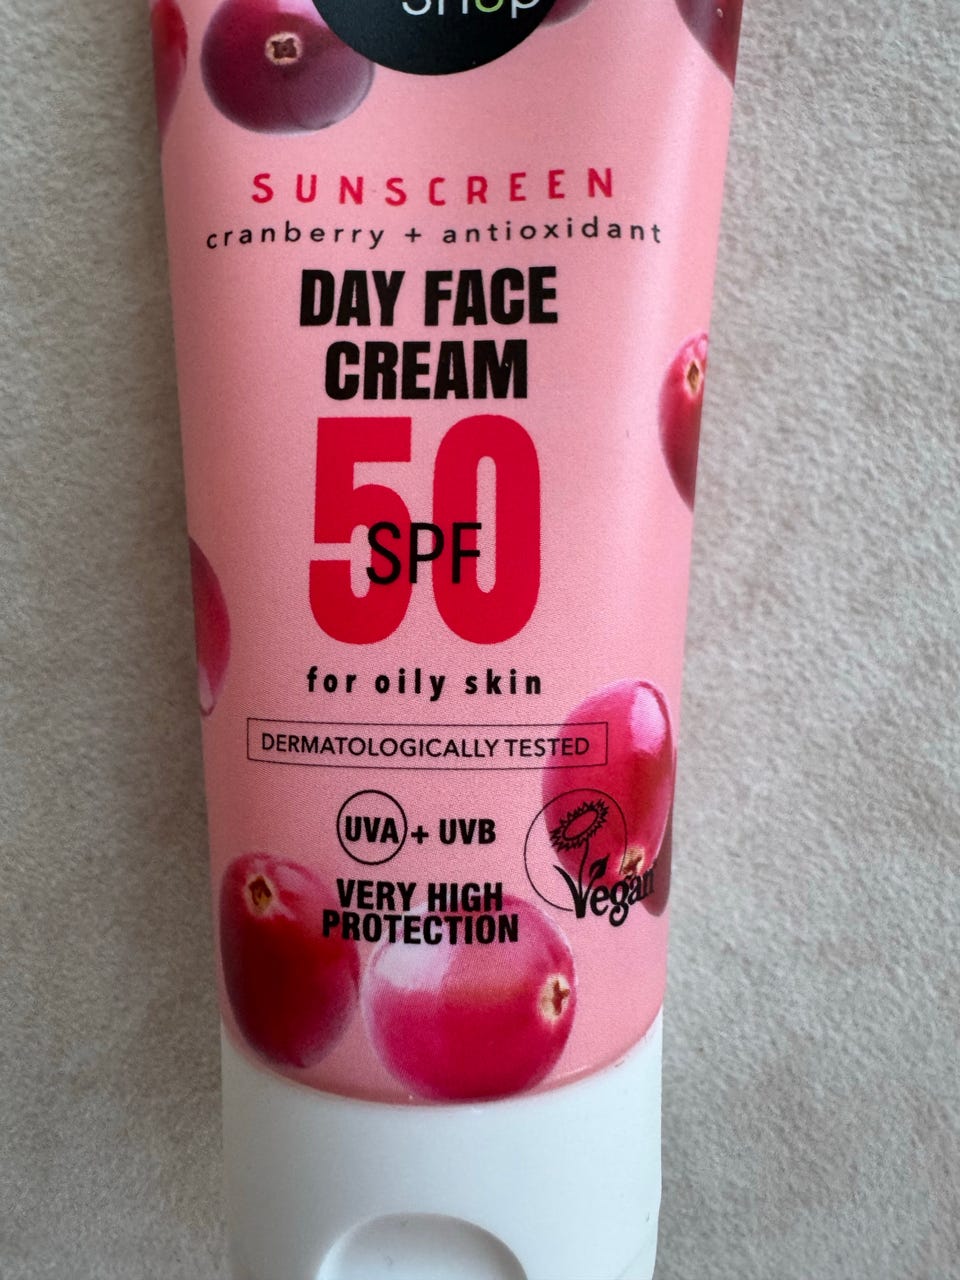 Shop
SUNSCREEN
cranberry + antioxidant
DAY FACE
CREAM
50
SPF
for oily skin
DERMATOLOGICALLY TESTED
UVA + UVB
Vegan
VERY HIGH
PROTECTION